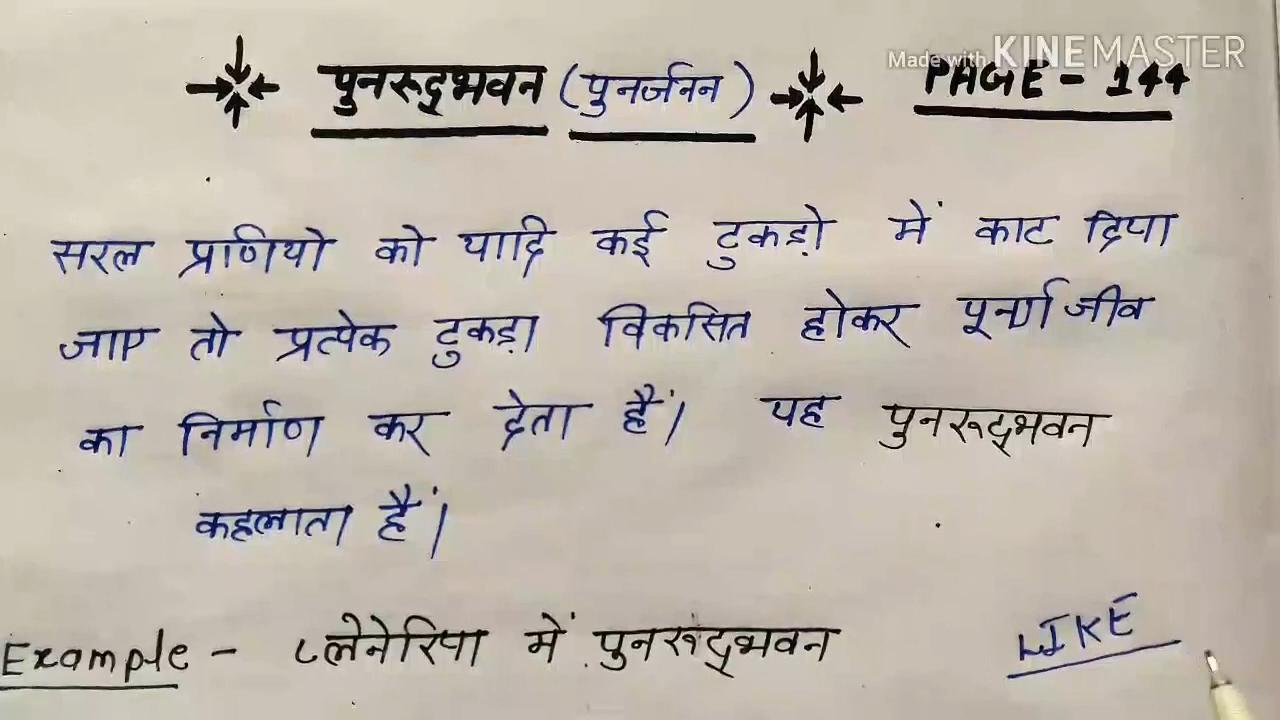 Made with KINEMASTER
पुनरुद्भवन (पुनर्जनन) PAGE - 144
सरल प्राणियो को यादि कई टुकड़ो में काट दिया
जाए तो प्रत्येक टुकड़ा विकसित होकर पूर्ण जीव
का निर्माण कर देता हैं। यह पुनरुद्भवन
कहलाता हैं।
Example - प्लेनेरिया में पुनरुद्भवन
LIKE